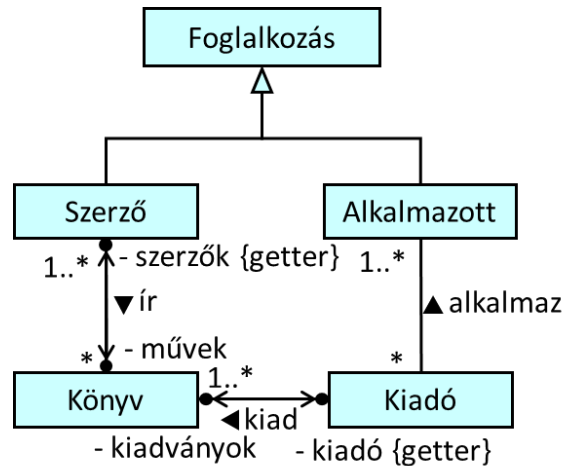 Foglalkozás
Szerző
Alkalmazott
1..*
- szerzők {getter}
1..*
▼ ír
▲ alkalmaz
*
- művek
*
Könyv
1..*
Kiadó
◀ kiad
- kiadványok
- kiadó {getter}